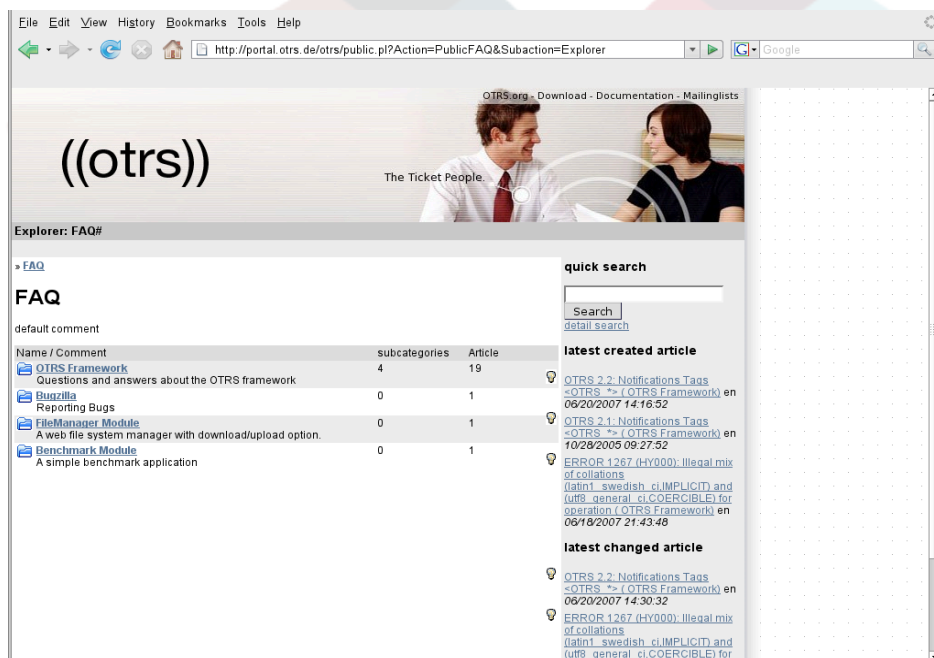 File Edit View History Bookmarks Tools Help
http://portal.otrs.de/otrs/public.pl?Action=PublicFAQ&Subaction=Explorer
G Google
OTRS.org - Download - Documentation - Mailinglists
((otrs))
The Ticket People.
Explorer: FAQ#
» FAQ
FAQ
default comment
Name / Comment subcategories Article
OTRS Framework 4 19
Questions and answers about the OTRS framework
Bugzilla 0 1
Reporting Bugs
FileManager Module 0 1
A web file system manager with download/upload option.
Benchmark Module 0 1
A simple benchmark application
quick search
Search
detail search
latest created article
OTRS 2.2: Notifications Tags
<OTRS_*> ( OTRS Framework) en
06/20/2007 14:16:52
OTRS 2.1: Notifications Tags
<OTRS_*> ( OTRS Framework) en
10/28/2005 09:27:52
ERROR 1267 (HY000): Illegal mix
of collations
(latin1_swedish_ci,IMPLICIT) and
(utf8_general_ci,COERCIBLE) for
operation ( OTRS Framework) en
06/18/2007 21:43:48
latest changed article
OTRS 2.2: Notifications Tags
<OTRS_*> ( OTRS Framework) en
06/20/2007 14:30:32
ERROR 1267 (HY000): Illegal mix
of collations
(latin1_swedish_ci,IMPLICIT) and
(utf8_general_ci,COERCIBLE) for